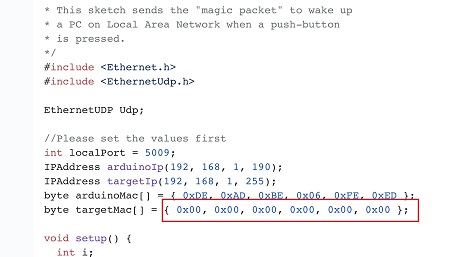 * This sketch sends the "magic packet" to wake up
* a PC on Local Area Network when a push-button
* is pressed.
*/
#include <Ethernet.h>
#include <EthernetUdp.h>
EthernetUDP Udp;
//Please set the values first
int localPort = 5009;
IPAddress arduinoIp(192, 168, 1, 190);
IPAddress targetIp(192, 168, 1, 255);
byte arduinoMac[] = { 0xDE, 0xAD, 0xBE, 0x06, 0xFE, 0xED };
byte targetMac[] = { 0x00, 0x00, 0x00, 0x00, 0x00, 0x00 };
void setup() {
int i;